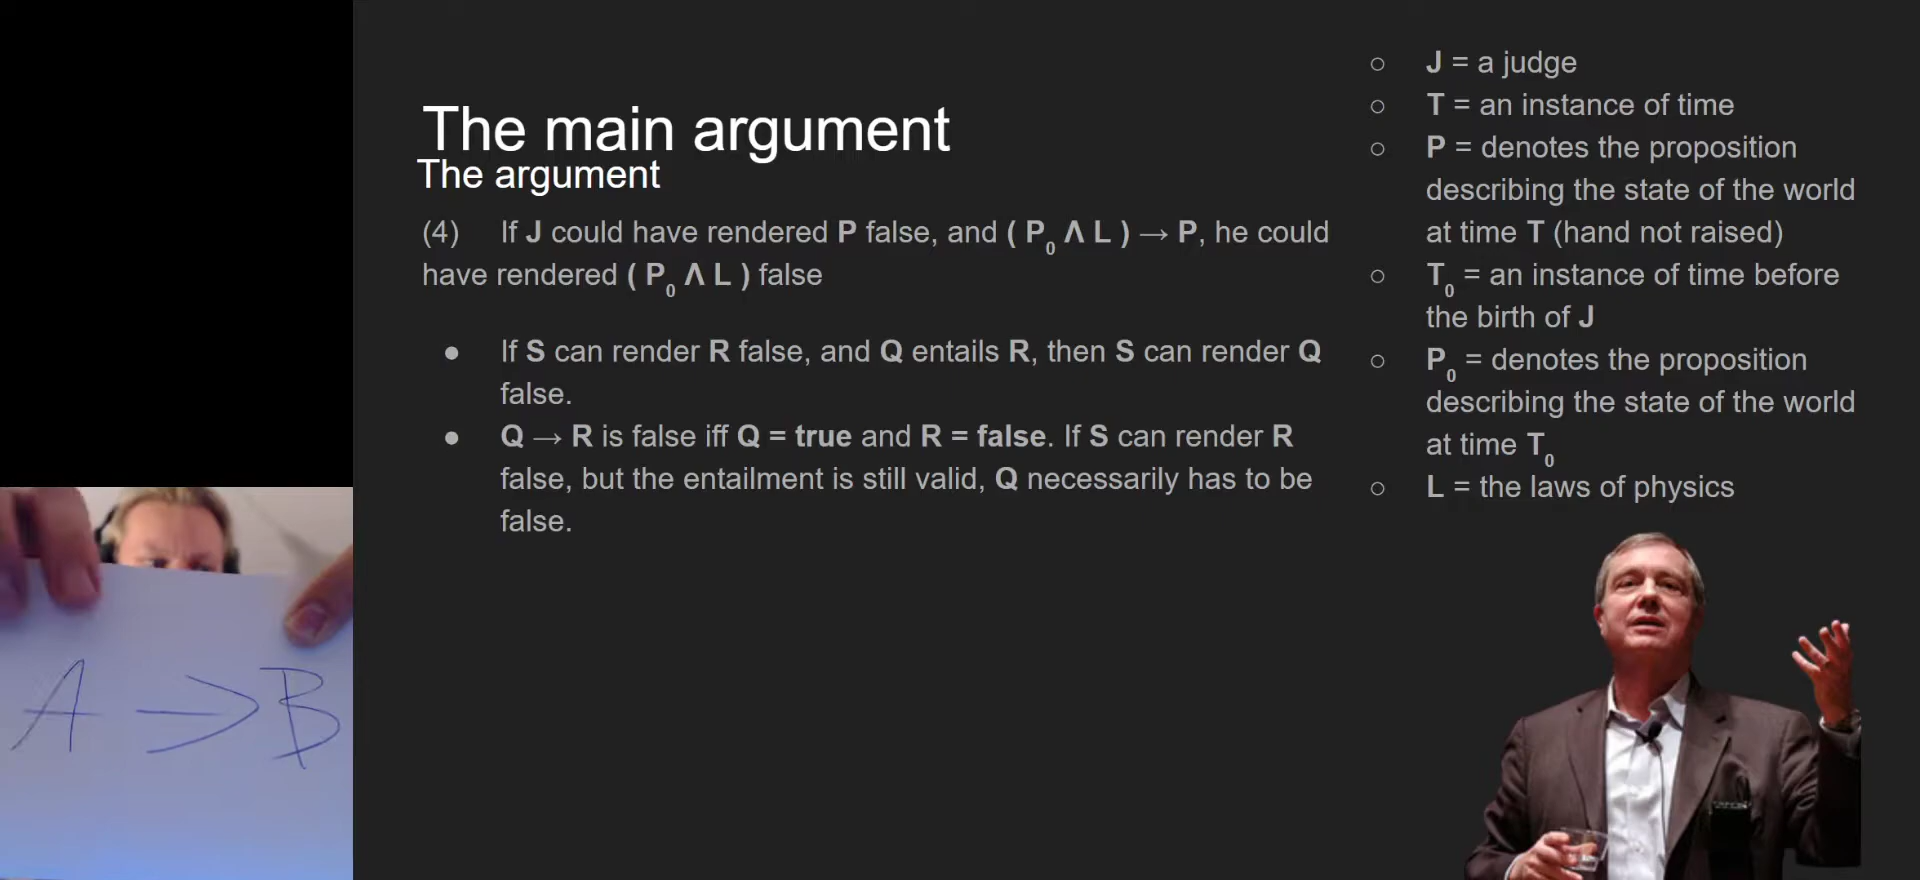 The main argument
The argument
(4) If J could have rendered P false, and ( P₀ Λ L ) → P, he could
have rendered ( P₀ Λ L ) false
● If S can render R false, and Q entails R, then S can render Q
false.
● Q → R is false iff Q = true and R = false. If S can render R
false, but the entailment is still valid, Q necessarily has to be
false.
○ J = a judge
○ T = an instance of time
○ P = denotes the proposition
describing the state of the world
at time T (hand not raised)
○ T₀ = an instance of time before
the birth of J
○ P₀ = denotes the proposition
describing the state of the world
at time T₀
○ L = the laws of physics
A → B